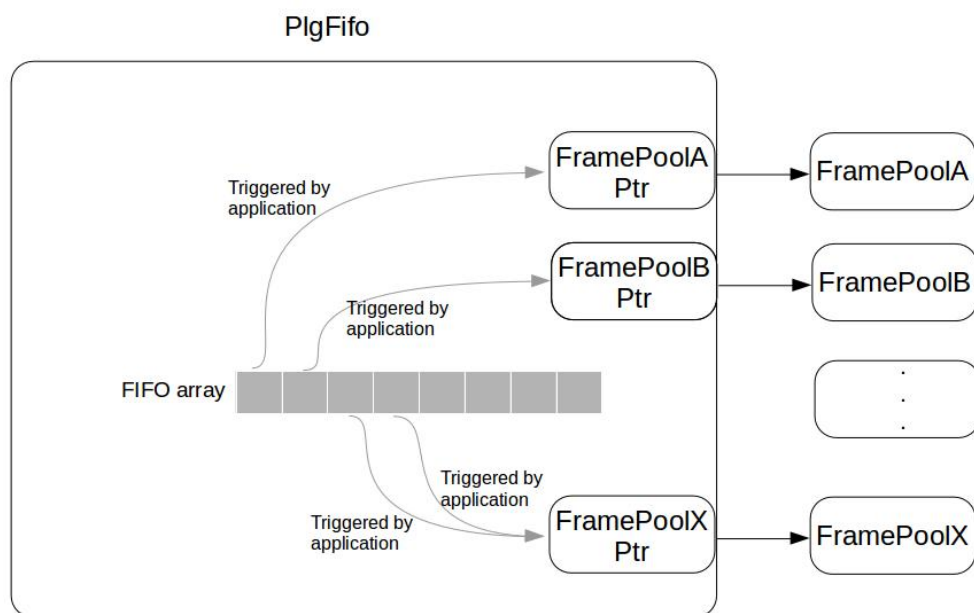 PlgFifo
FramePoolA
Ptr
FramePoolA
Triggered by
application
FramePoolB
Ptr
FramePoolB
Triggered by
application
FIFO array
.
.
.
Triggered by
application
Triggered by
application
FramePoolX
Ptr
FramePoolX